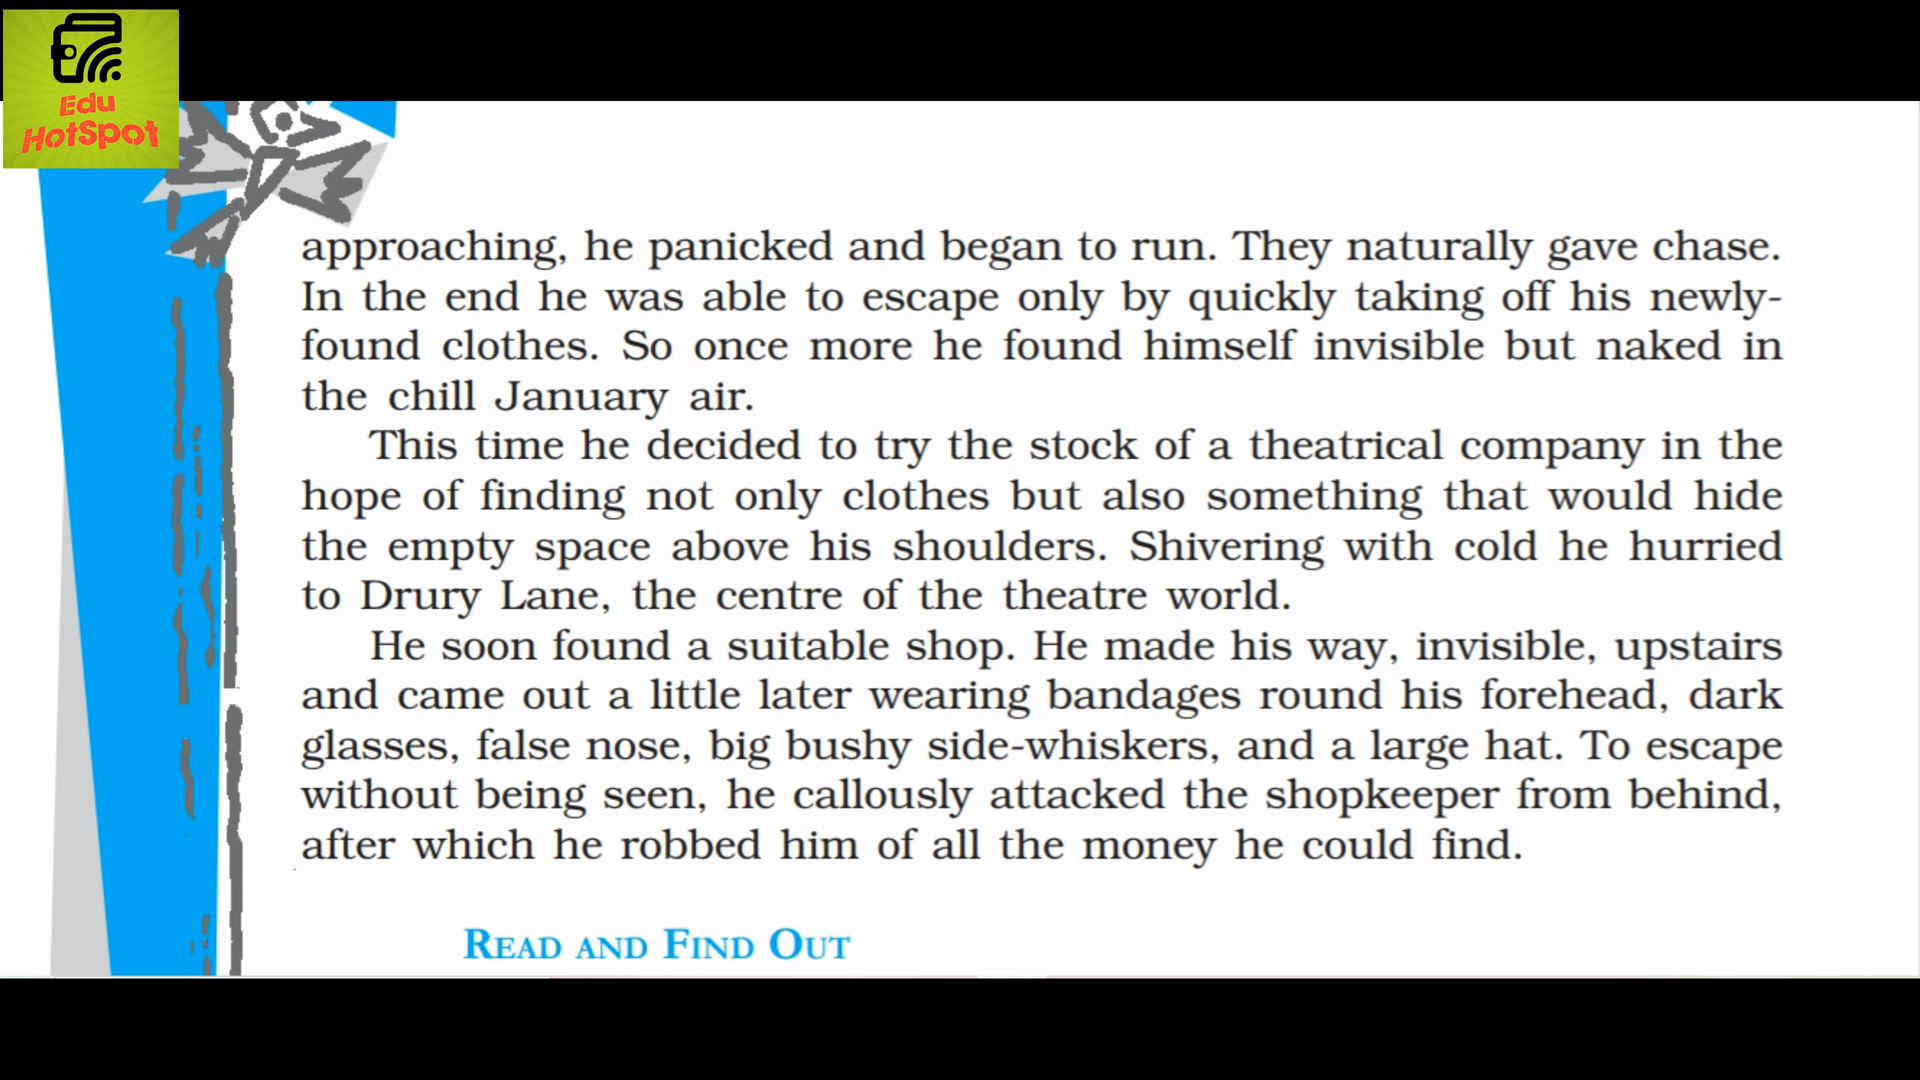 Edu
HotSpot
approaching, he panicked and began to run. They naturally gave chase.
In the end he was able to escape only by quickly taking off his newly-
found clothes. So once more he found himself invisible but naked in
the chill January air.
This time he decided to try the stock of a theatrical company in the
hope of finding not only clothes but also something that would hide
the empty space above his shoulders. Shivering with cold he hurried
to Drury Lane, the centre of the theatre world.
He soon found a suitable shop. He made his way, invisible, upstairs
and came out a little later wearing bandages round his forehead, dark
glasses, false nose, big bushy side-whiskers, and a large hat. To escape
without being seen, he callously attacked the shopkeeper from behind,
after which he robbed him of all the money he could find.
READ AND FIND OUT